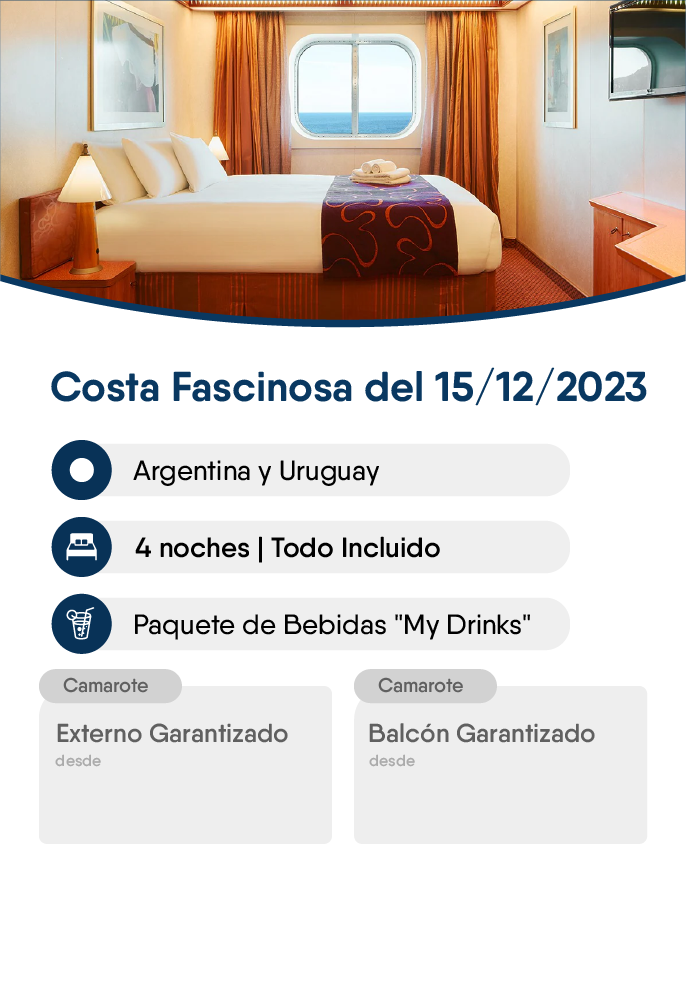 Costa Fascinosa del 15/12/2023
Argentina y Uruguay
4 noches | Todo Incluido
Paquete de Bebidas "My Drinks"
Camarote
Externo Garantizado
desde
Camarote
Balcón Garantizado
desde